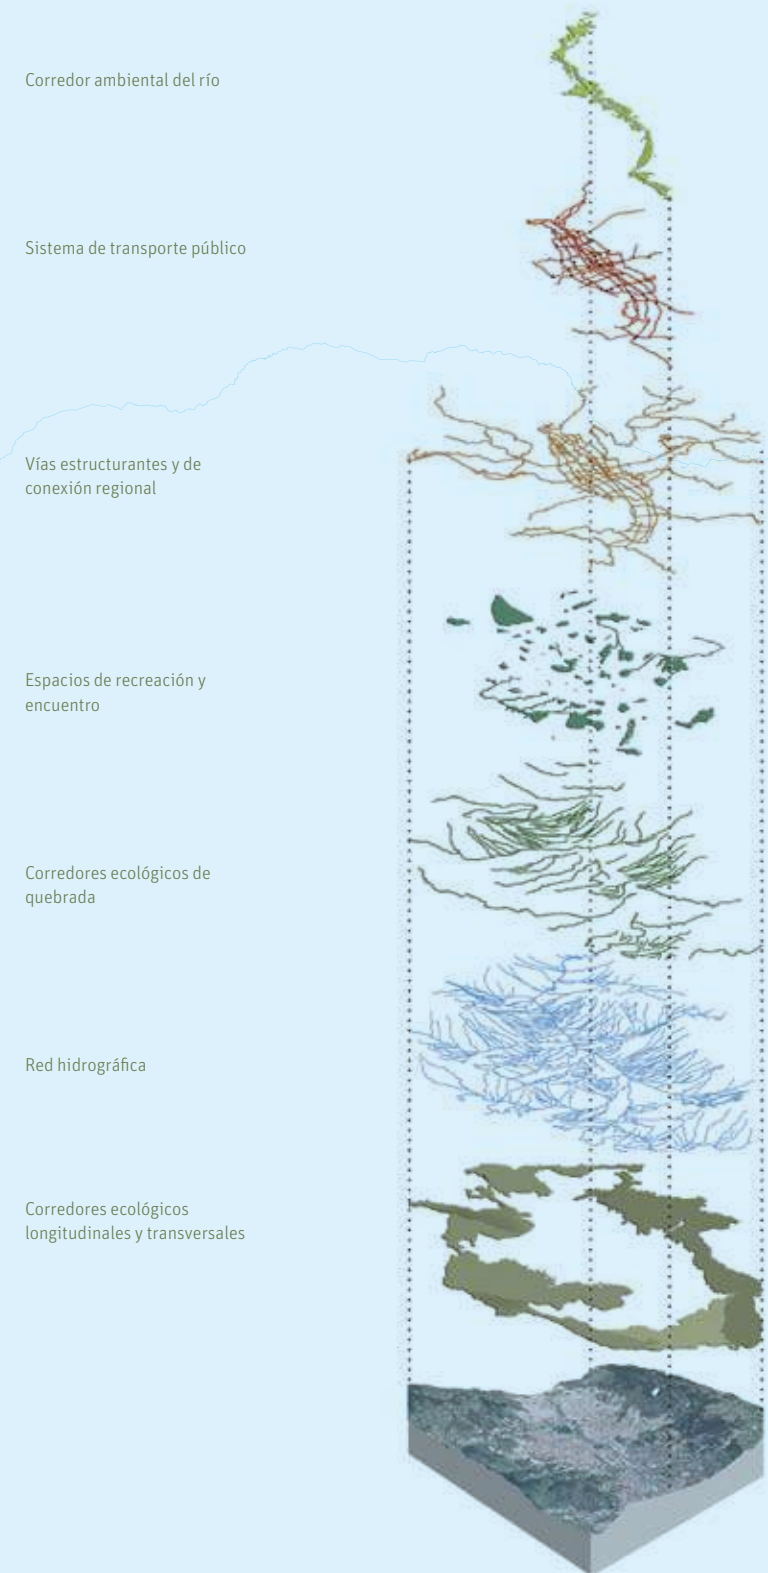 Corredor ambiental del río
Sistema de transporte público
Vías estructurantes y de
conexión regional
Espacios de recreación y
encuentro
Corredores ecológicos de
quebrada
Red hidrográfica
Corredores ecológicos
longitudinales y transversales